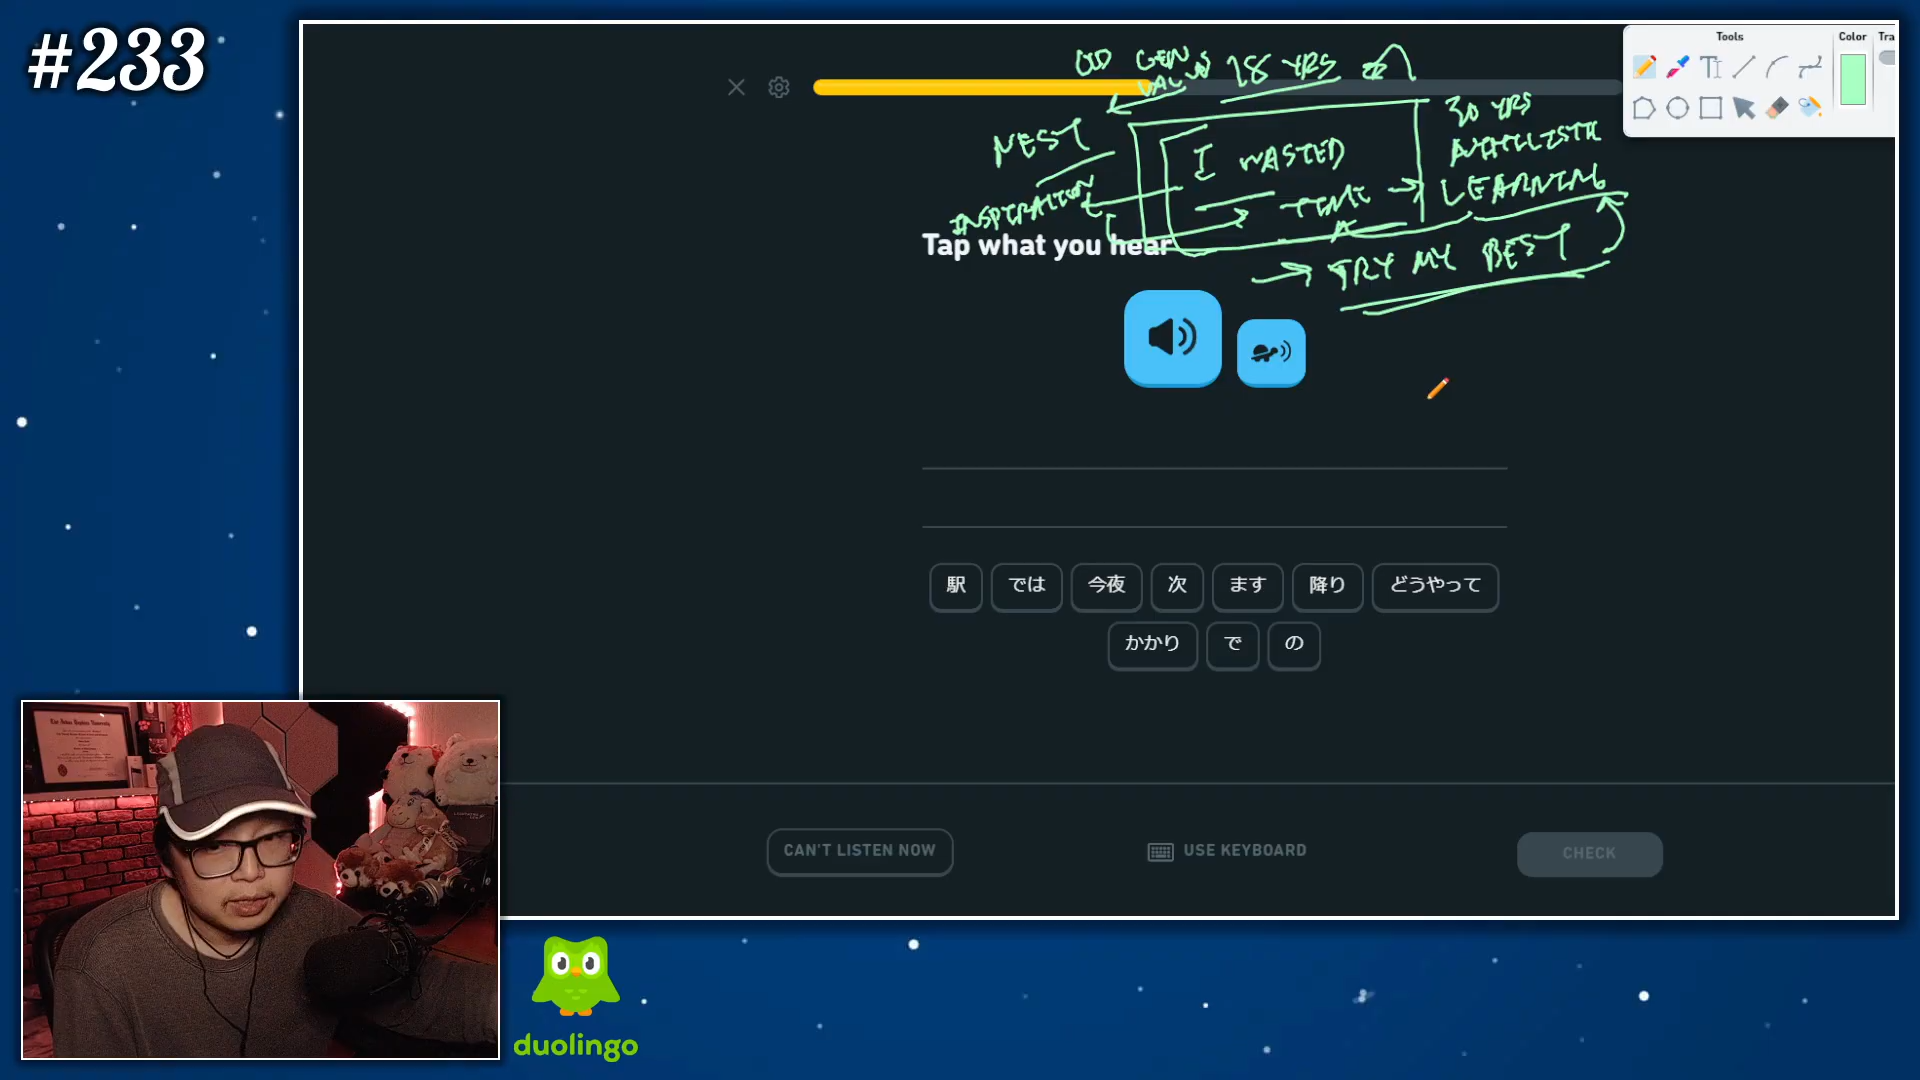 #233
Tools
Color
Tra
OLD GEN
18 YRS
NEST
I WASTED
TIME
30 YRS
LEARNING
INSPIRATION
TRY MY BEST
Tap what you hear
駅 では 今夜 次 ます 降り どうやって
かかり で の
CAN'T LISTEN NOW
USE KEYBOARD
CHECK
duolingo